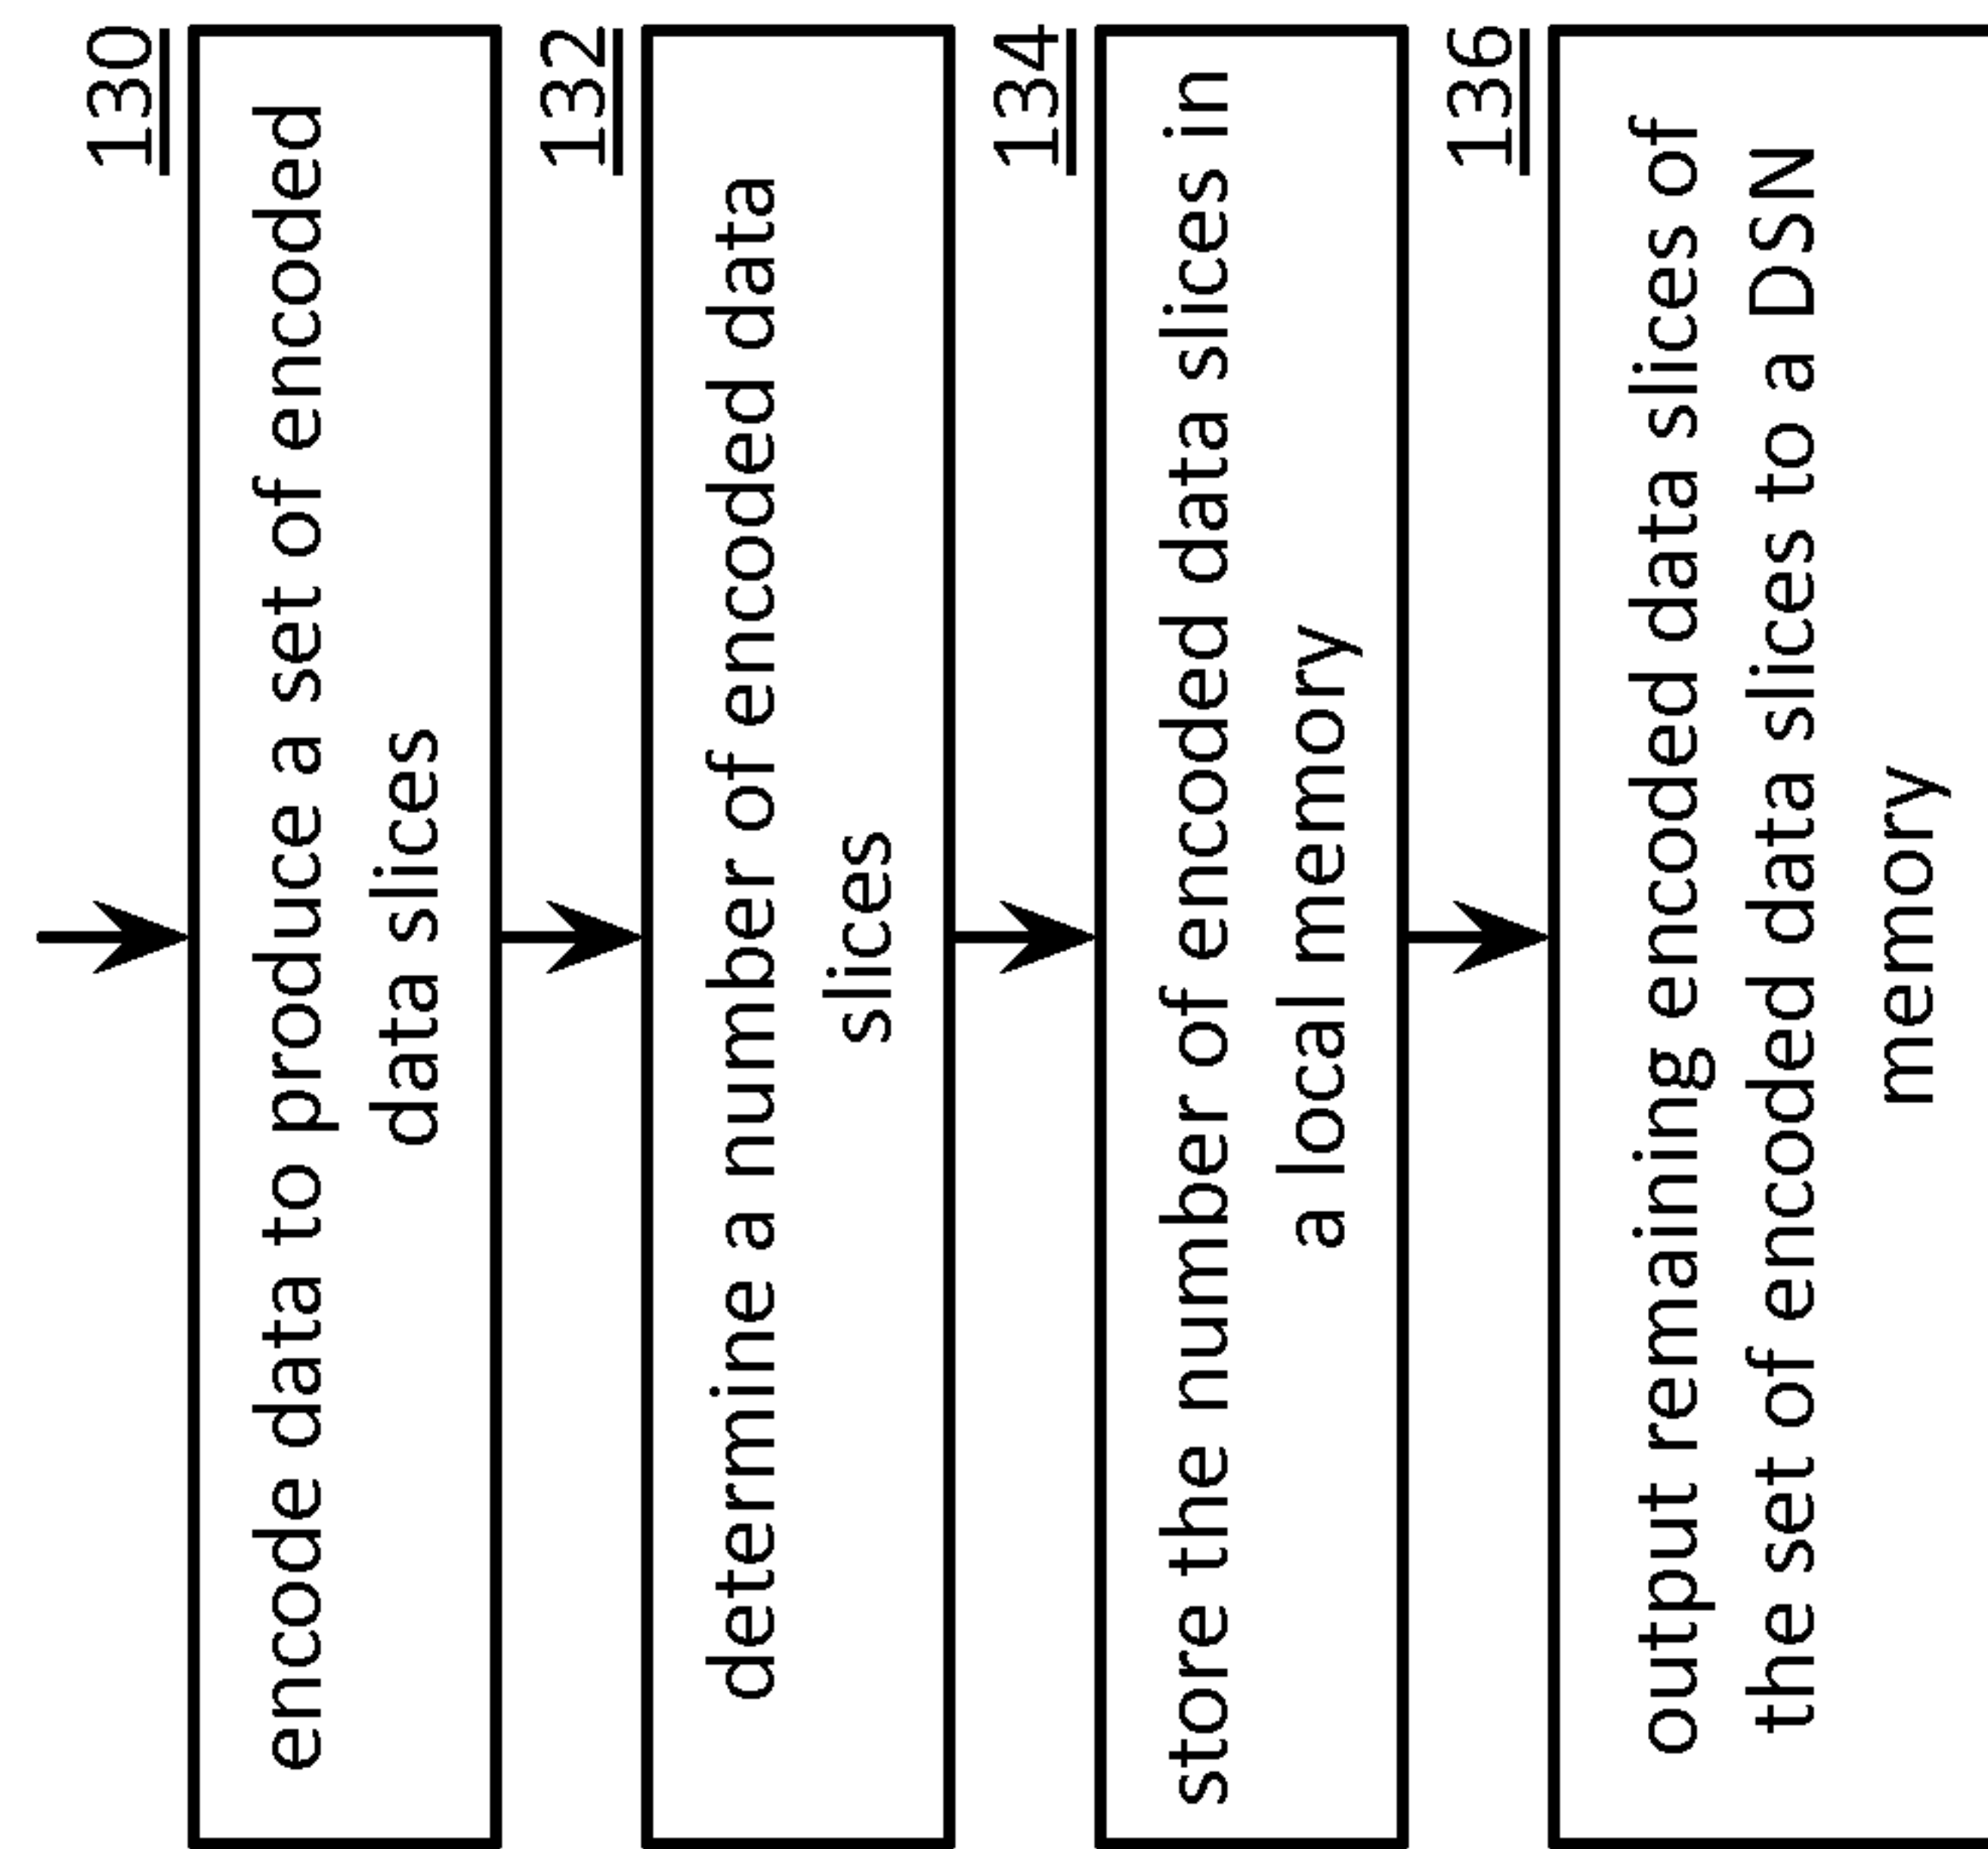 130
encode data to produce a set of encoded
data slices
132
determine a number of encoded data
slices
134
store the number of encoded data slices in
a local memory
136
output remaining encoded data slices of
the set of encoded data slices to a DSN
memory